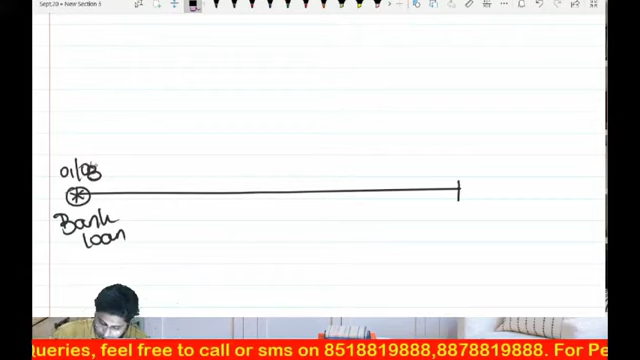 Sept,20 + New Section 3
01/08
Bank
loan
Queries, feel free to call or sms on 8518819888,8878819888. For Pe